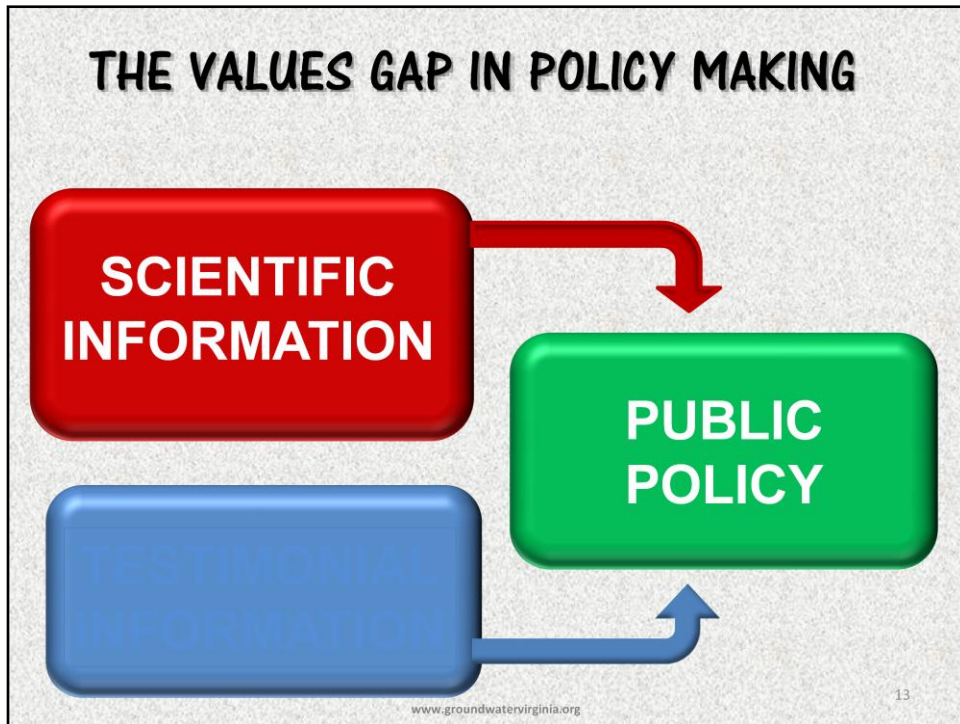 THE VALUES GAP IN POLICY MAKING
SCIENTIFIC
INFORMATION
PUBLIC
POLICY
TESTIMONIAL
INFORMATION
www.groundwatervirginia.org
13